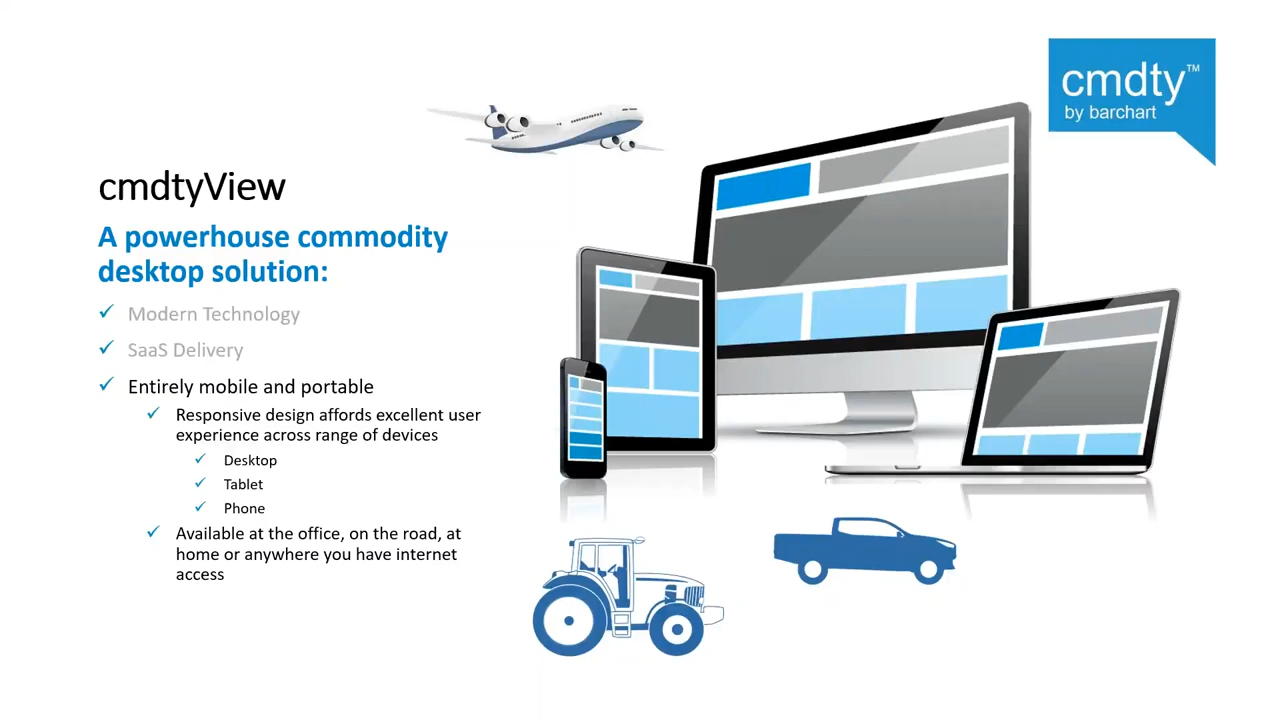 cmdty™
by barchart
cmdtyView
A powerhouse commodity
desktop solution:
✓ Modern Technology
✓ SaaS Delivery
✓ Entirely mobile and portable
✓ Responsive design affords excellent user
experience across range of devices
✓ Desktop
✓ Tablet
✓ Phone
✓ Available at the office, on the road, at
home or anywhere you have internet
access